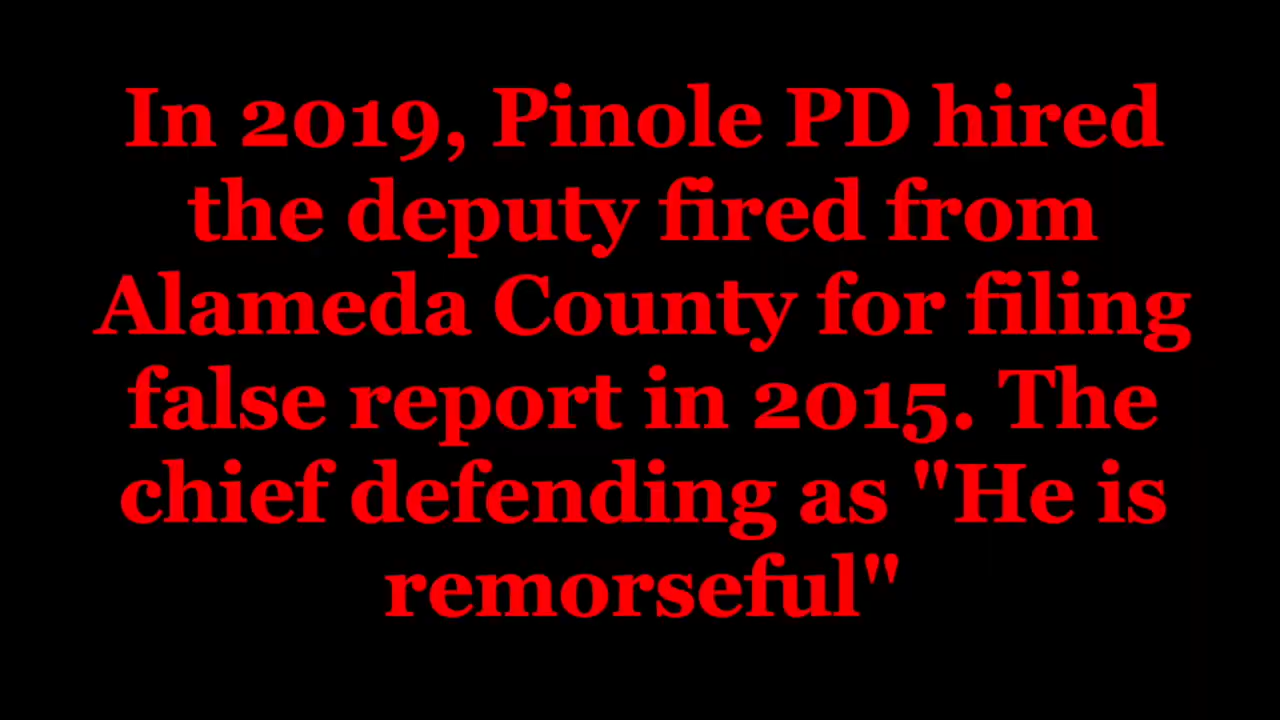 In 2019, Pinole PD hired
the deputy fired from
Alameda County for filing
false report in 2015. The
chief defending as "He is
remorseful"